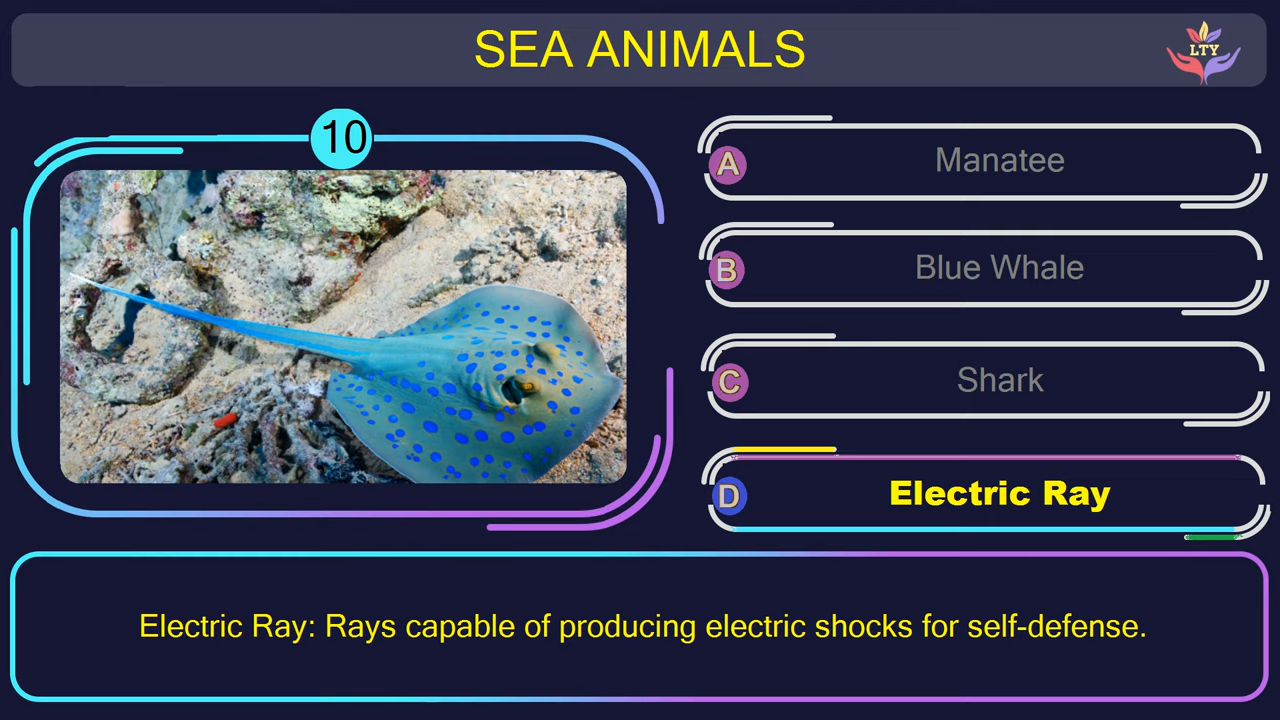 SEA ANIMALS
LTY
10
A Manatee
B Blue Whale
C Shark
D Electric Ray
Electric Ray: Rays capable of producing electric shocks for self-defense.